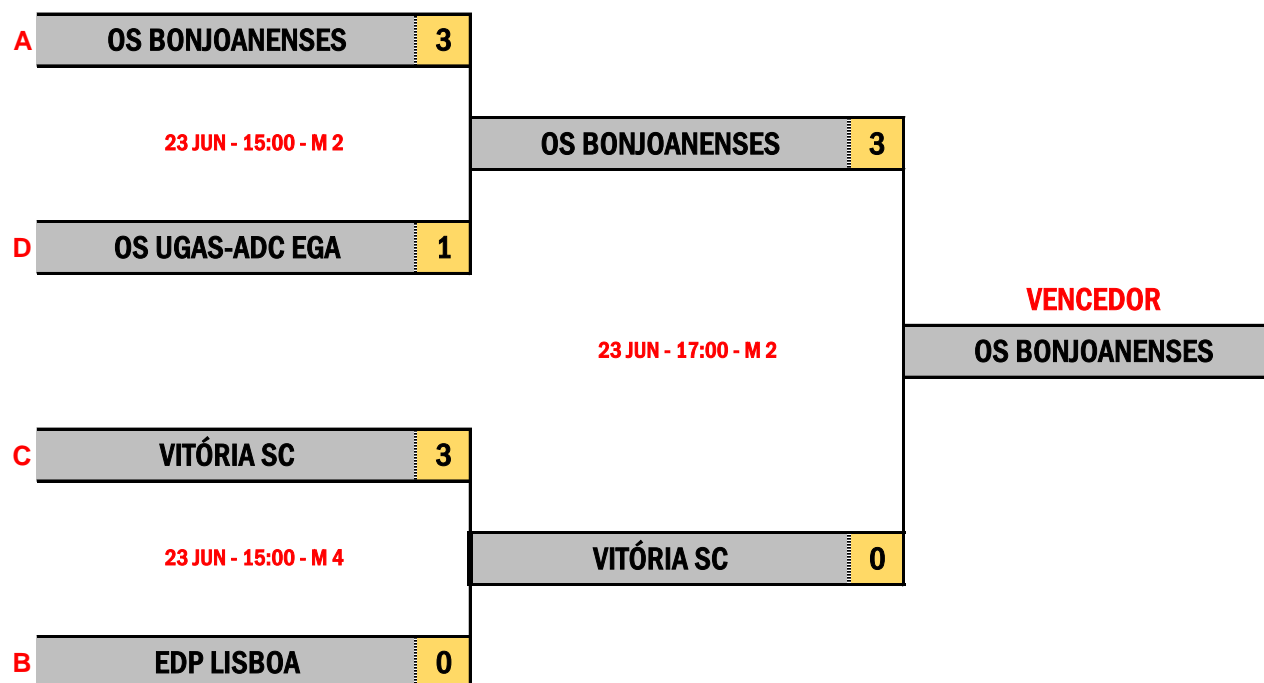 A OS BONJOANENSES 3
23 JUN - 15:00 - M 2
OS BONJOANENSES 3
D OS UGAS-ADC EGA 1
VENCEDOR
23 JUN - 17:00 - M 2
OS BONJOANENSES
C VITÓRIA SC 3
23 JUN - 15:00 - M 4
VITÓRIA SC 0
B EDP LISBOA 0